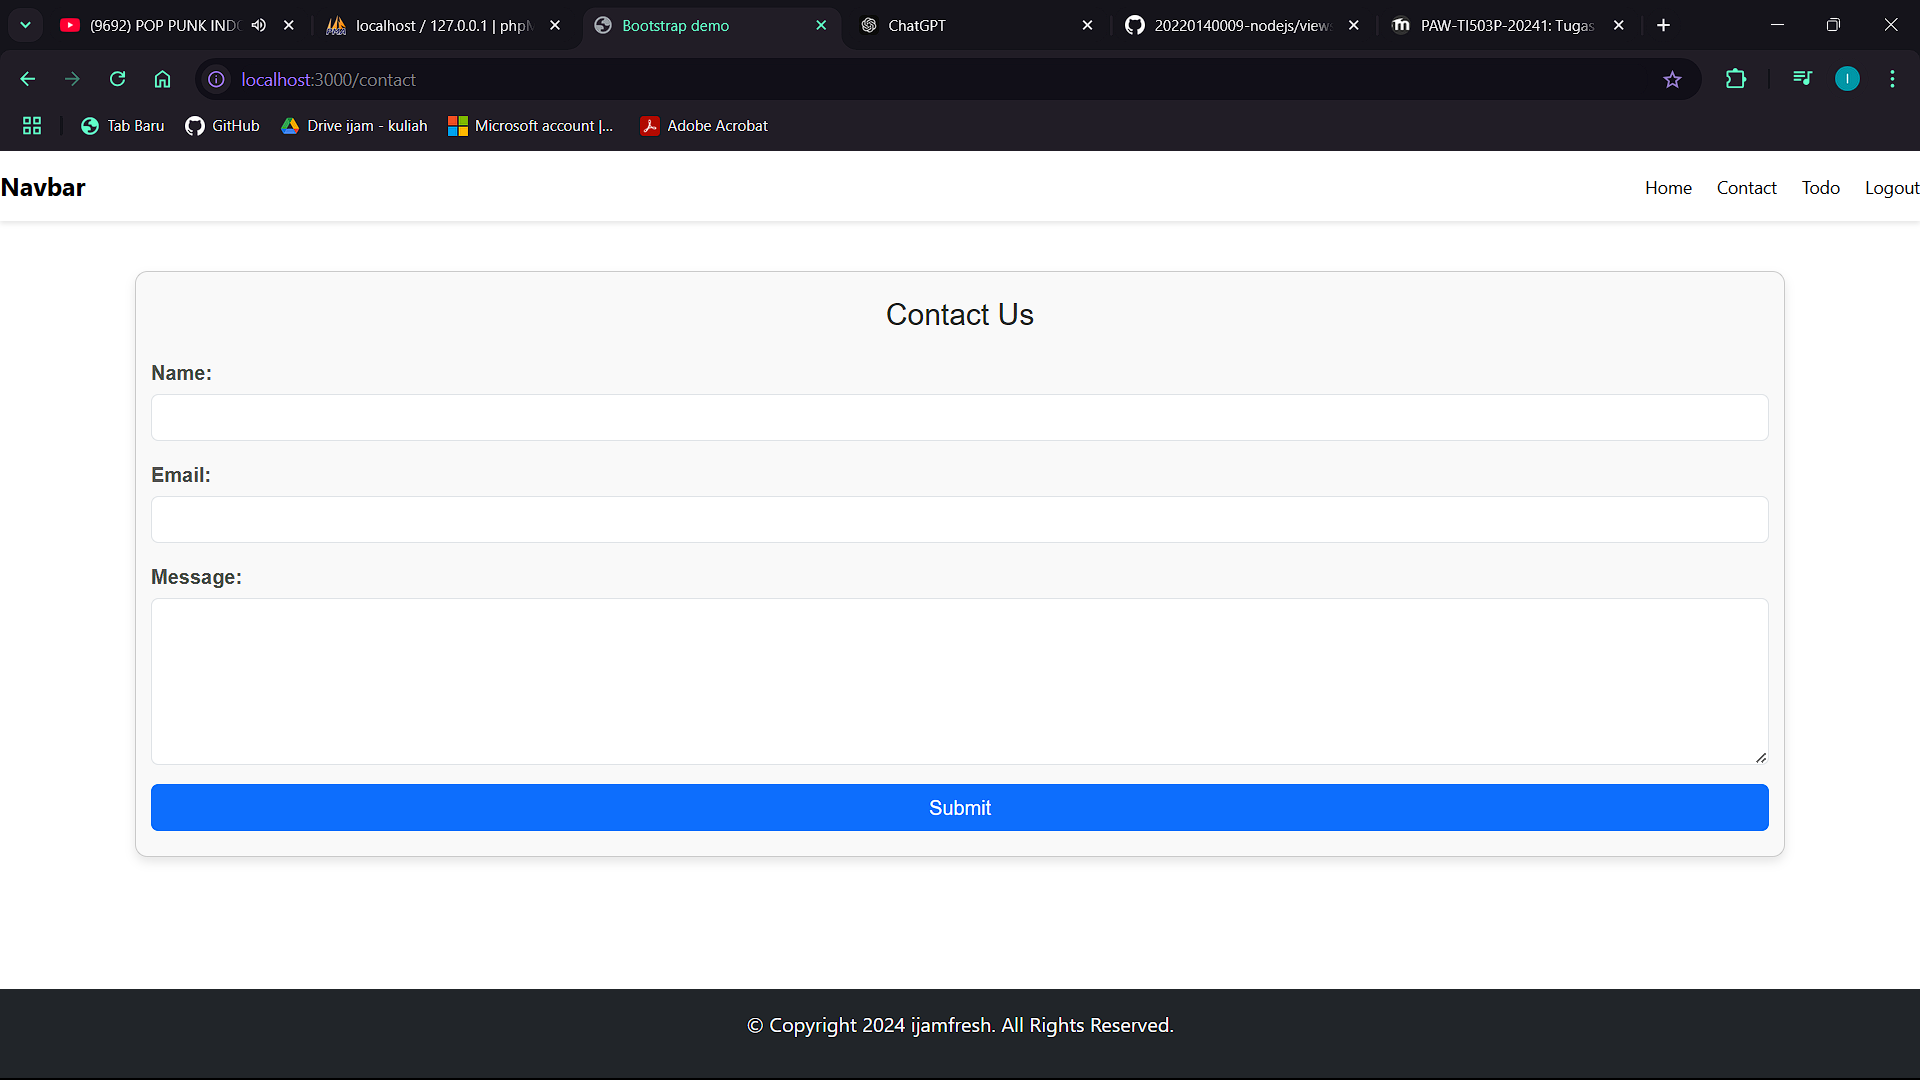 (9692) POP PUNK INDO
localhost / 127.0.0.1 | phpM
Bootstrap demo
ChatGPT
20220140009-nodejs/views
PAW-TI503P-20241: Tugas
localhost:3000/contact
I
Tab Baru
GitHub
Drive ijam - kuliah
Microsoft account |...
Adobe Acrobat
Navbar
Home
Contact
Todo
Logout
Contact Us
Name:
Email:
Message:
Submit
© Copyright 2024 ijamfresh. All Rights Reserved.